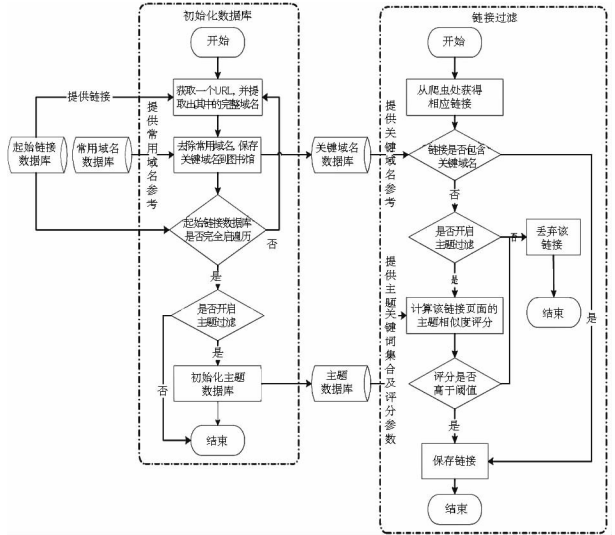 初始化数据库
链接过滤
开始
获取一个URL, 并提
取出其中的完整域名
提供链接
提供常用域名参考
起始链接
数据库
常用域名
数据库
去除常用域名, 保存
关键域名到图书馆
起始链接数据库
是否完全启遍历
否
是
是否开启
主题过滤
是
否
初始化主题
数据库
结束
关键域名
数据库
主题
数据库
提供关键域名参考
提供主题关键词集合及评分参数
开始
从爬虫处获得
相应链接
链接是否包含
关键域名
否
是否开启
主题过滤
否
丢弃该
链接
结束
是
是
计算该链接页面的
主题相似度评分
评分是否
高于阈值
是
保存链接
结束